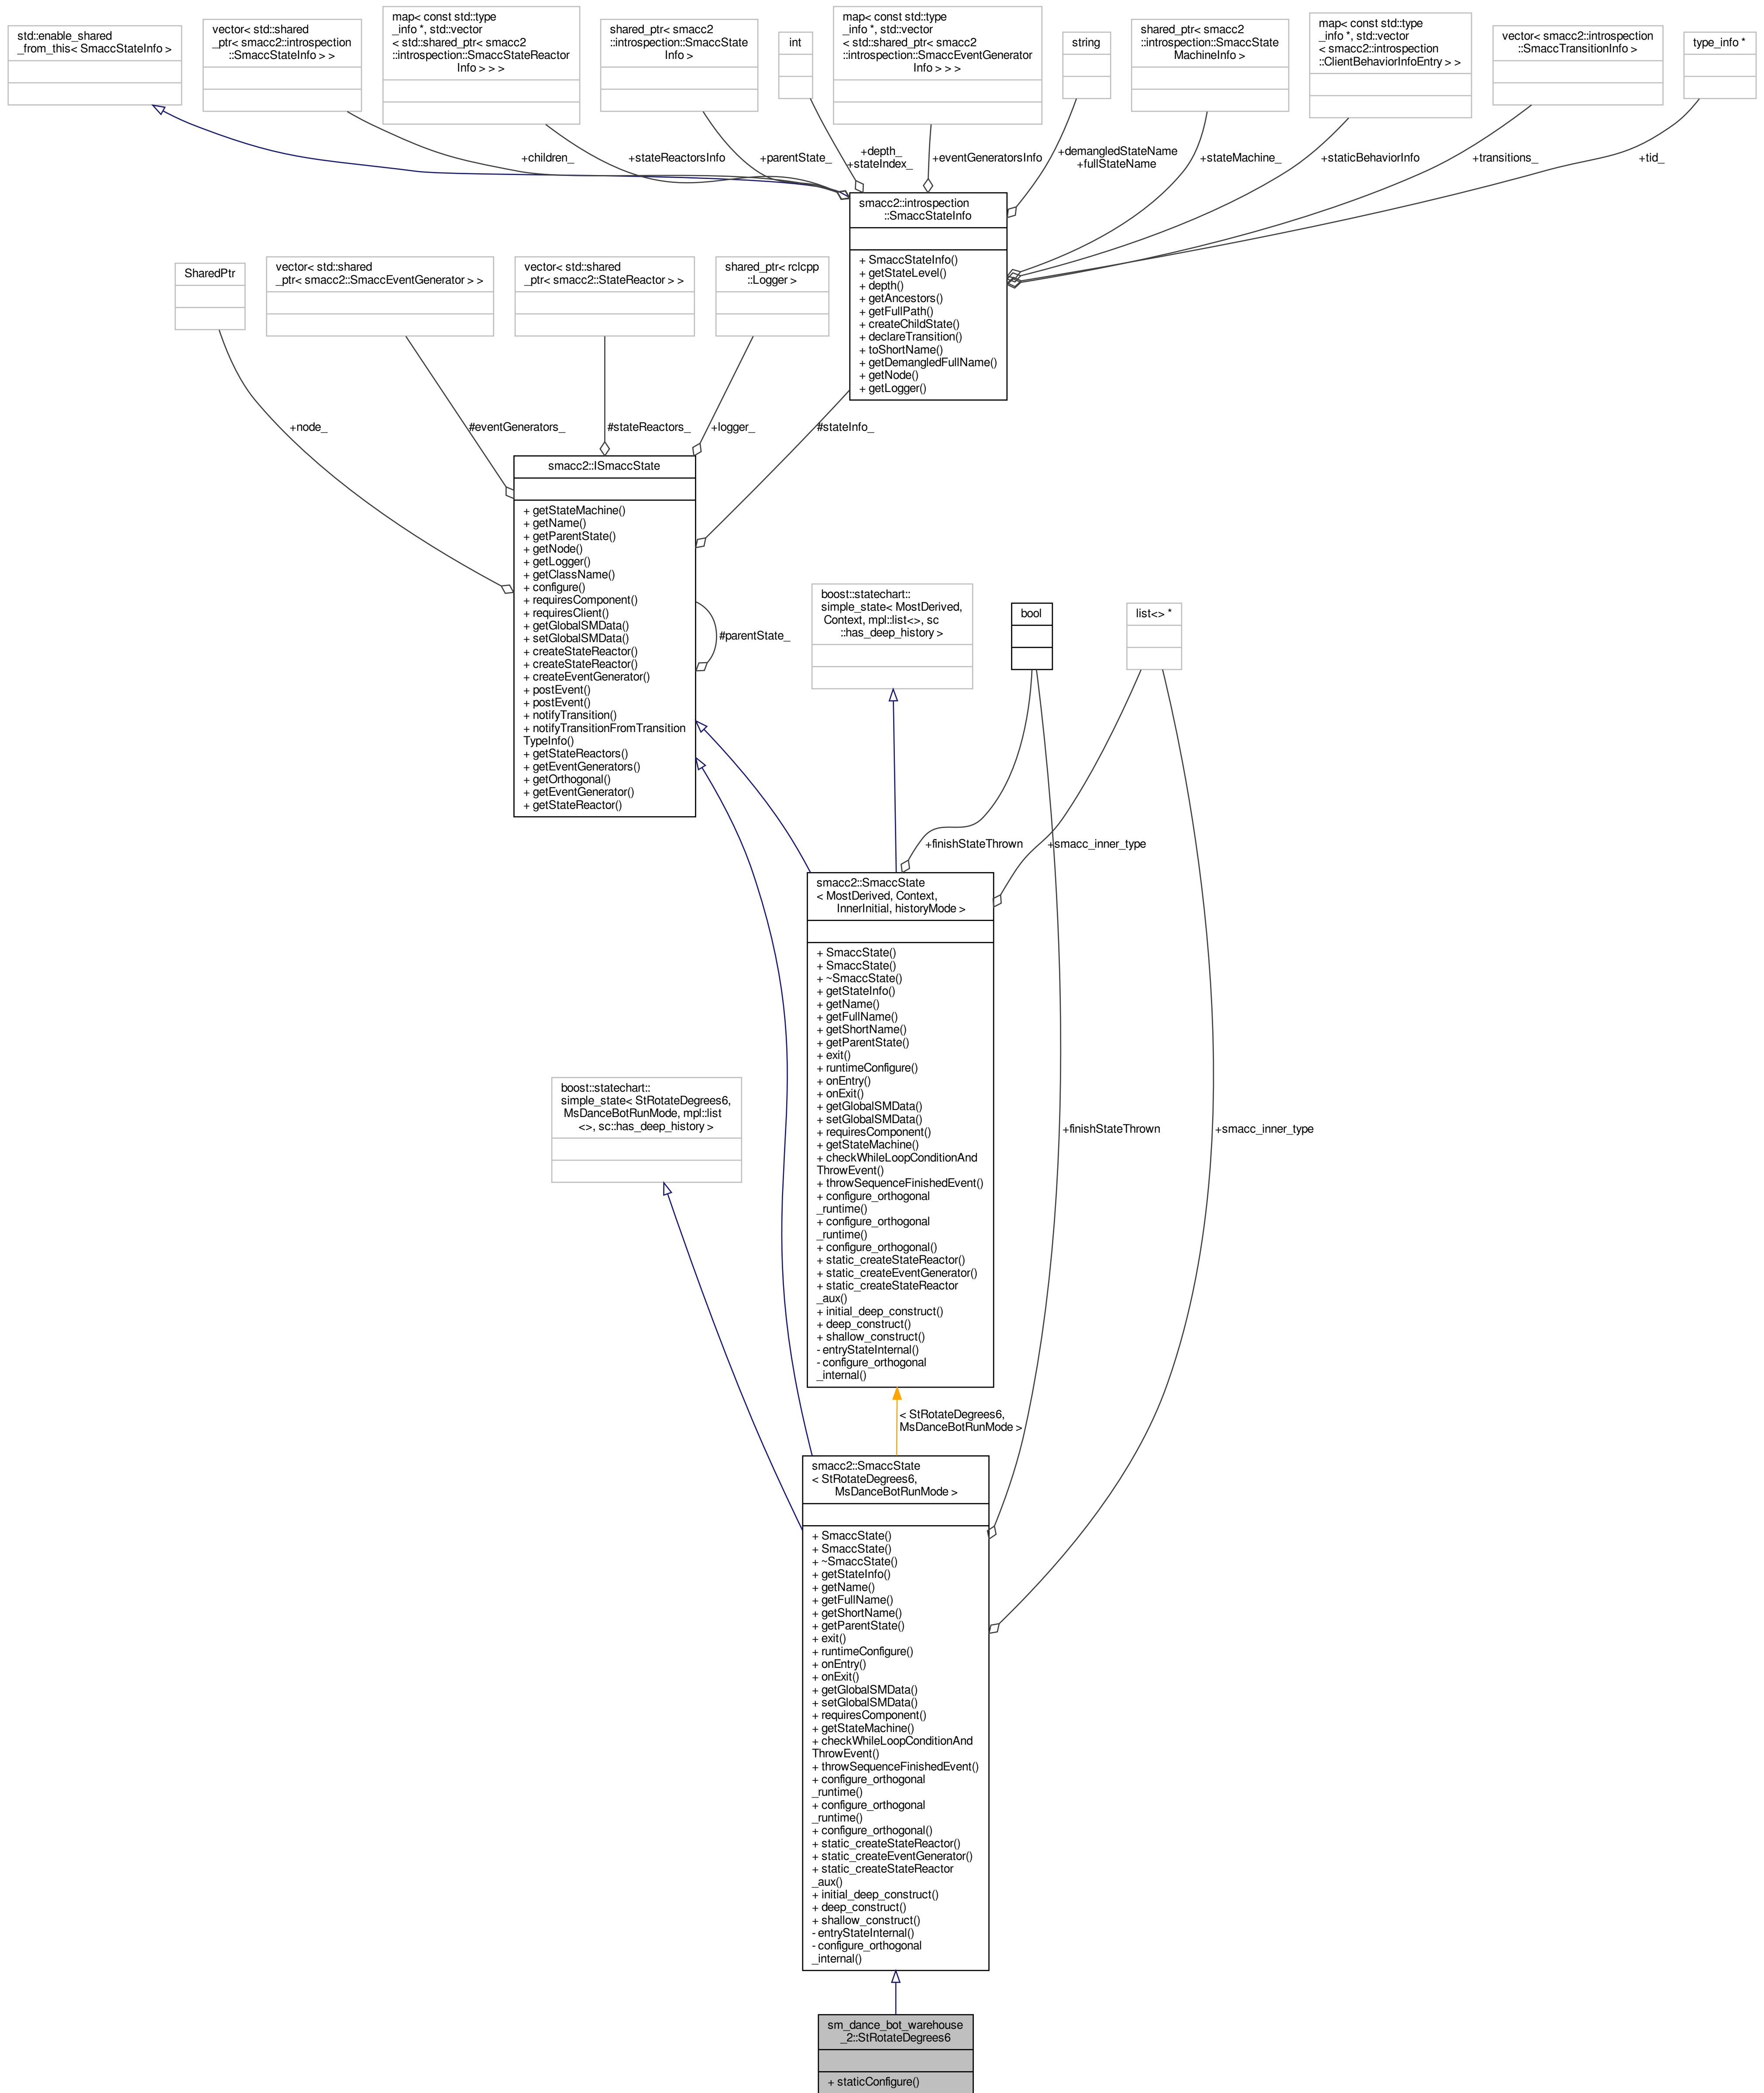 std::enable_shared
_from_this< SmaccStateInfo >
vector< std::shared
_ptr< smacc2::introspection
::SmaccStateInfo > >
map< const std::type
_info *, std::vector
< std::shared_ptr< smacc2
::introspection::SmaccStateReactor
Info > > >
shared_ptr< smacc2
::introspection::SmaccState
Info >
int
map< const std::type
_info *, std::vector
< std::shared_ptr< smacc2
::introspection::SmaccEventGenerator
Info > > >
string
shared_ptr< smacc2
::introspection::SmaccState
MachineInfo >
map< const std::type
_info *, std::vector
< smacc2::introspection
::ClientBehaviorInfoEntry > >
vector< smacc2::introspection
::SmaccTransitionInfo >
type_info *
+children_
+stateReactorsInfo
+parentState_
+depth_
+stateIndex_
+eventGeneratorsInfo
+demangledStateName
+fullStateName
+stateMachine_
+staticBehaviorInfo
+transitions_
+tid_
smacc2::introspection
::SmaccStateInfo
+ SmaccStateInfo()
+ getStateLevel()
+ depth()
+ getAncestors()
+ getFullPath()
+ createChildState()
+ declareTransition()
+ toShortName()
+ getDemangledFullName()
+ getNode()
+ getLogger()
SharedPtr
vector< std::shared
_ptr< smacc2::SmaccEventGenerator > >
vector< std::shared
_ptr< smacc2::StateReactor > >
shared_ptr< rclcpp
::Logger >
+node_
#eventGenerators_
#stateReactors_
+logger_
#stateInfo_
smacc2::ISmaccState
+ getStateMachine()
+ getName()
+ getParentState()
+ getNode()
+ getLogger()
+ getClassName()
+ configure()
+ requiresComponent()
+ requiresClient()
+ getGlobalSMData()
+ setGlobalSMData()
+ createStateReactor()
+ createStateReactor()
+ createEventGenerator()
+ postEvent()
+ postEvent()
+ notifyTransition()
+ notifyTransitionFromTransition
TypeInfo()
+ getStateReactors()
+ getEventGenerators()
+ getOrthogonal()
+ getEventGenerator()
+ getStateReactor()
#parentState_
boost::statechart::
simple_state< MostDerived,
Context, mpl::list<>, sc
::has_deep_history >
bool
list<> *
+finishStateThrown
+smacc_inner_type
smacc2::SmaccState
< MostDerived, Context,
InnerInitial, historyMode >
+ SmaccState()
+ SmaccState()
+ ~SmaccState()
+ getStateInfo()
+ getName()
+ getFullName()
+ getShortName()
+ getParentState()
+ exit()
+ runtimeConfigure()
+ onEntry()
+ onExit()
+ getGlobalSMData()
+ setGlobalSMData()
+ requiresComponent()
+ getStateMachine()
+ checkWhileLoopConditionAnd
ThrowEvent()
+ throwSequenceFinishedEvent()
+ configure_orthogonal
_runtime()
+ configure_orthogonal
_runtime()
+ configure_orthogonal()
+ static_createStateReactor()
+ static_createEventGenerator()
+ static_createStateReactor
_aux()
+ initial_deep_construct()
+ deep_construct()
+ shallow_construct()
- entryStateInternal()
- configure_orthogonal
_internal()
boost::statechart::
simple_state< StRotateDegrees6,
MsDanceBotRunMode, mpl::list
<>, sc::has_deep_history >
+finishStateThrown
+smacc_inner_type
< StRotateDegrees6,
MsDanceBotRunMode >
smacc2::SmaccState
< StRotateDegrees6,
MsDanceBotRunMode >
+ SmaccState()
+ SmaccState()
+ ~SmaccState()
+ getStateInfo()
+ getName()
+ getFullName()
+ getShortName()
+ getParentState()
+ exit()
+ runtimeConfigure()
+ onEntry()
+ onExit()
+ getGlobalSMData()
+ setGlobalSMData()
+ requiresComponent()
+ getStateMachine()
+ checkWhileLoopConditionAnd
ThrowEvent()
+ throwSequenceFinishedEvent()
+ configure_orthogonal
_runtime()
+ configure_orthogonal
_runtime()
+ configure_orthogonal()
+ static_createStateReactor()
+ static_createEventGenerator()
+ static_createStateReactor
_aux()
+ initial_deep_construct()
+ deep_construct()
+ shallow_construct()
- entryStateInternal()
- configure_orthogonal
_internal()
sm_dance_bot_warehouse
_2::StRotateDegrees6
+ staticConfigure()